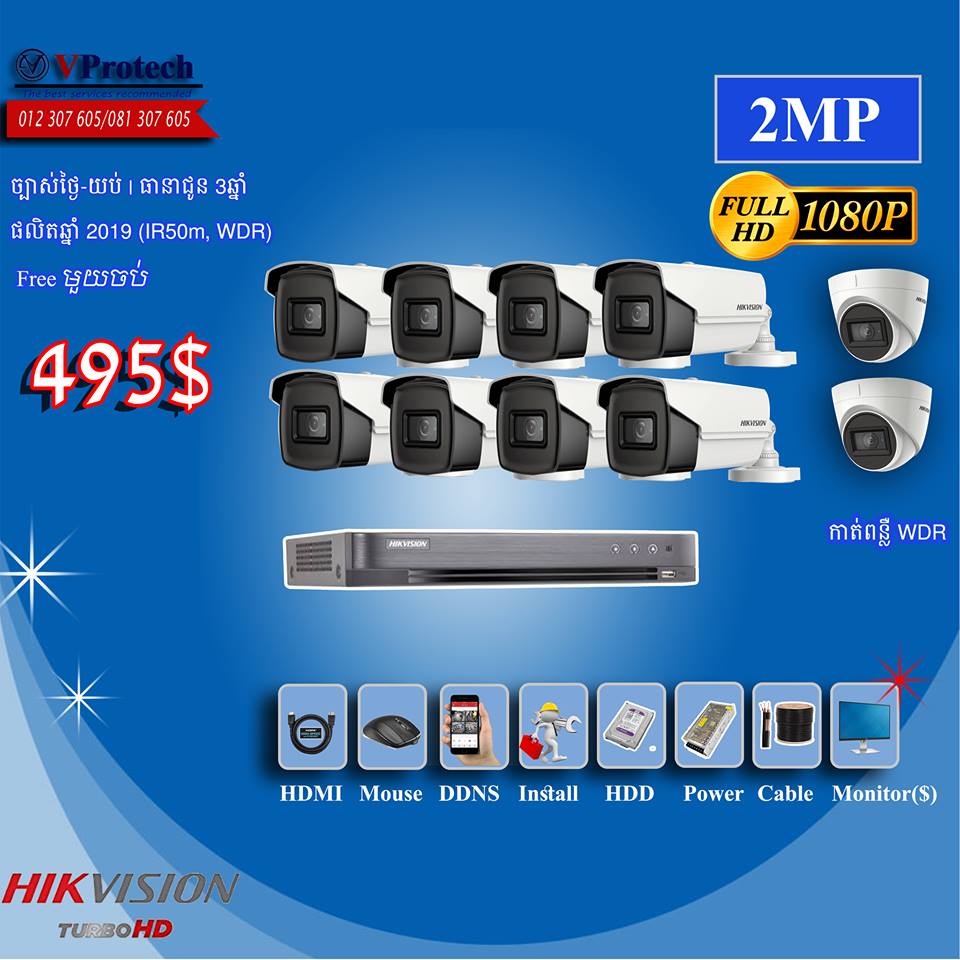 VProtech
The best services recommended
012 307 605/081 307 605
2MP
ច្បាស់ថ្ងៃ-យប់ | ធានាជូន 3ឆ្នាំ
FULL HD 1080P
ផលិតឆ្នាំ 2019 (IR50m, WDR)
Free មួយចប់
495$
HIKVISION
HIKVISION
HIKVISION
កាត់ពន្លឺ WDR
HDMI Mouse DDNS Install HDD Power Cable Monitor($)
HIKVISION
TURBO HD